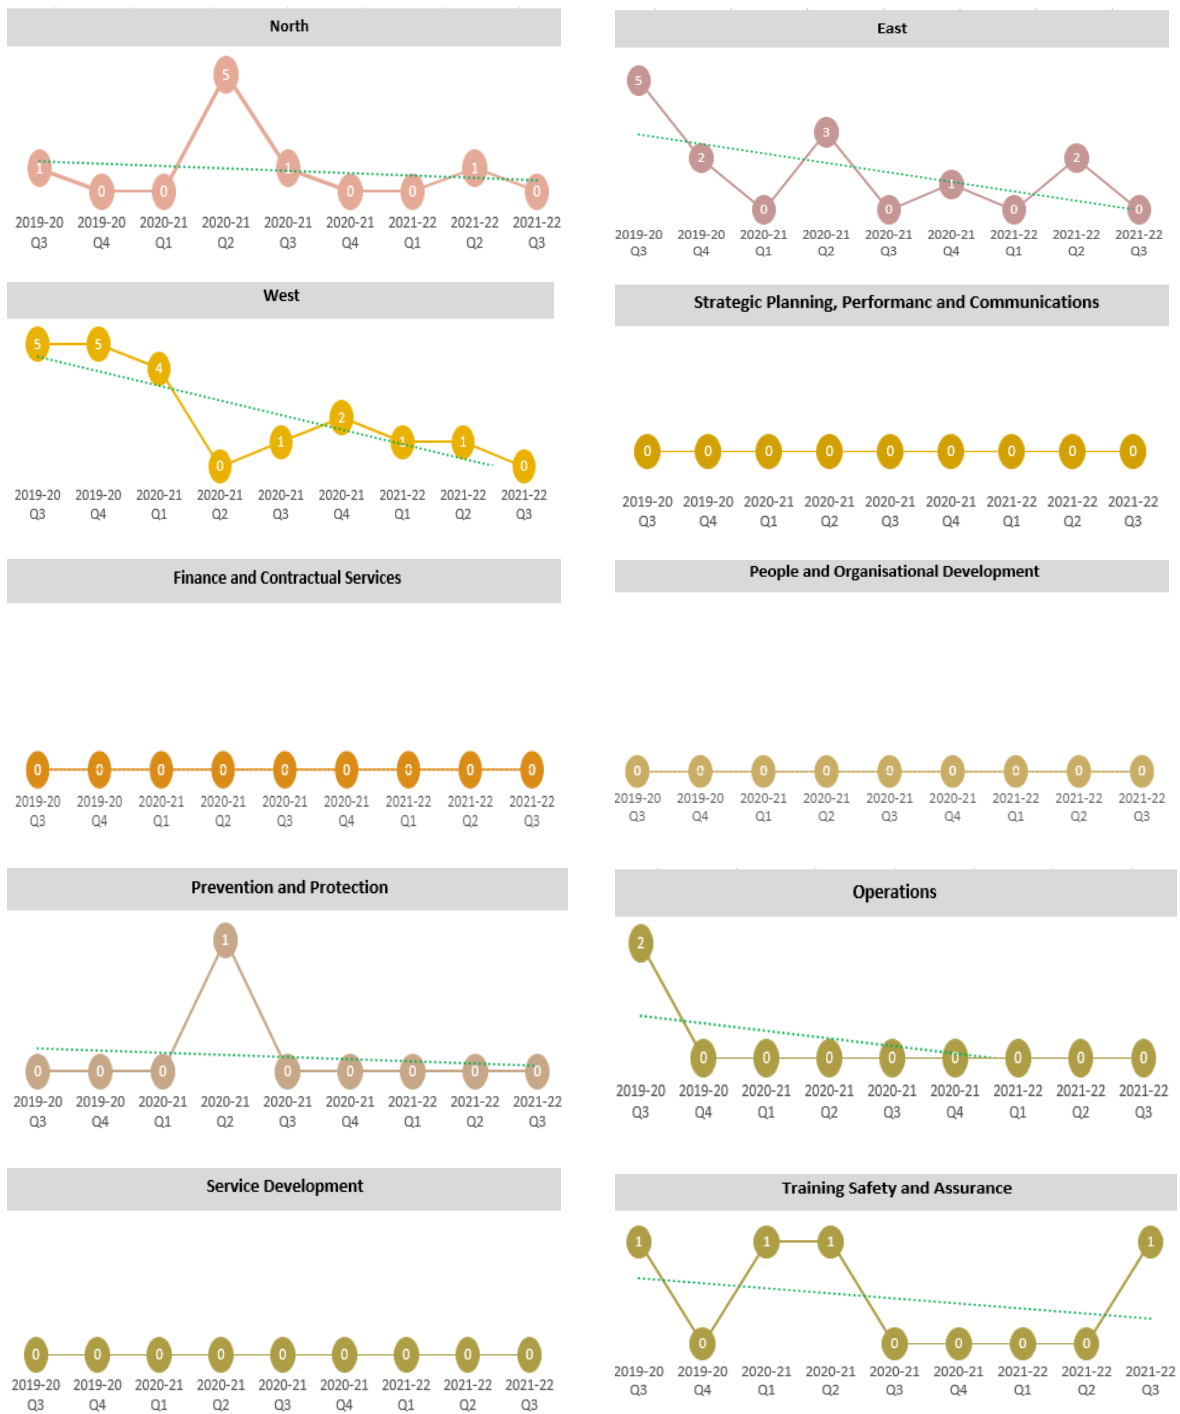 North
5
1
1
1
0
0
0
0
0
2019-20 2019-20 2020-21 2020-21 2020-21 2020-21 2021-22 2021-22 2021-22
Q3 Q4 Q1 Q2 Q3 Q4 Q1 Q2 Q3
East
5
3
2
2
1
0
0
0
0
2019-20 2019-20 2020-21 2020-21 2020-21 2020-21 2021-22 2021-22 2021-22
Q3 Q4 Q1 Q2 Q3 Q4 Q1 Q2 Q3
West
5 5
4
2
1 1 1
0 0
2019-20 2019-20 2020-21 2020-21 2020-21 2020-21 2021-22 2021-22 2021-22
Q3 Q4 Q1 Q2 Q3 Q4 Q1 Q2 Q3
Strategic Planning, Performanc and Communications
0 0 0 0 0 0 0 0 0
2019-20 2019-20 2020-21 2020-21 2020-21 2020-21 2021-22 2021-22 2021-22
Q3 Q4 Q1 Q2 Q3 Q4 Q1 Q2 Q3
Finance and Contractual Services
0 0 0 0 0 0 0 0 0
2019-20 2019-20 2020-21 2020-21 2020-21 2020-21 2021-22 2021-22 2021-22
Q3 Q4 Q1 Q2 Q3 Q4 Q1 Q2 Q3
People and Organisational Development
0 0 0 0 0 0 0 0 0
2019-20 2019-20 2020-21 2020-21 2020-21 2020-21 2021-22 2021-22 2021-22
Q3 Q4 Q1 Q2 Q3 Q4 Q1 Q2 Q3
Prevention and Protection
1
0 0 0 0 0 0 0 0
2019-20 2019-20 2020-21 2020-21 2020-21 2020-21 2021-22 2021-22 2021-22
Q3 Q4 Q1 Q2 Q3 Q4 Q1 Q2 Q3
Operations
2
0 0 0 0 0 0 0 0
2019-20 2019-20 2020-21 2020-21 2020-21 2020-21 2021-22 2021-22 2021-22
Q3 Q4 Q1 Q2 Q3 Q4 Q1 Q2 Q3
Service Development
0 0 0 0 0 0 0 0 0
2019-20 2019-20 2020-21 2020-21 2020-21 2020-21 2021-22 2021-22 2021-22
Q3 Q4 Q1 Q2 Q3 Q4 Q1 Q2 Q3
Training Safety and Assurance
1 1 1 1
0 0 0 0 0
2019-20 2019-20 2020-21 2020-21 2020-21 2020-21 2021-22 2021-22 2021-22
Q3 Q4 Q1 Q2 Q3 Q4 Q1 Q2 Q3